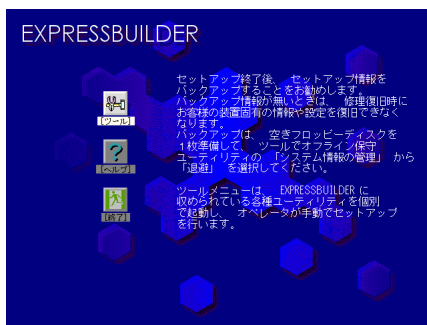 EXPRESSBUILDER
セットアップ終了後、 セットアップ情報を
バックアップすることをお勧めします。
バックアップ情報が無いときは、 修理復旧時に
お客様の装置固有の情報や設定を復旧できなく
なります。
バックアップは、 空きフロッピーディスクを
1枚準備して、 ツールでオフライン保守
ユーティリティの 「システム情報の管理」 から
「退避」 を選択してください。
ツールメニューは、 EXPRESSBUILDER に
収められている各種ユーティリティを個別
で起動し、 オペレータが手動でセットアップ
を行います。
[ツール]
[ヘルプ]
[終了]